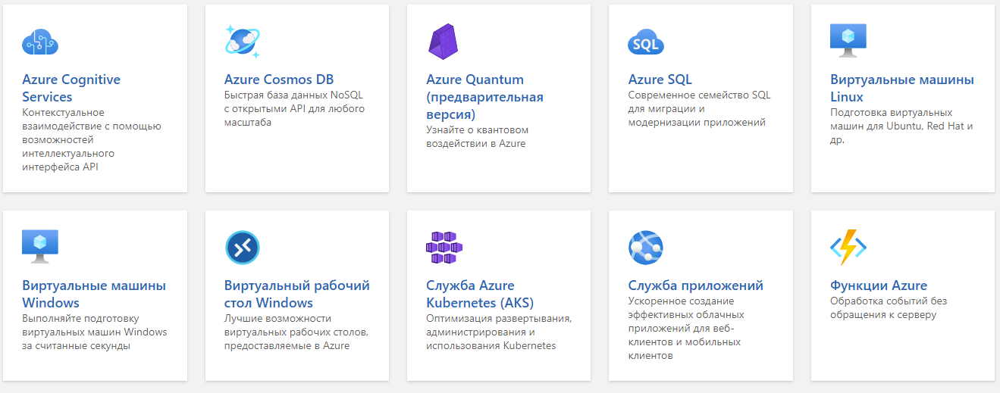 Azure Cognitive
Services
Контекстуальное
взаимодействие с помощью
возможностей
интеллектуального
интерфейса API
Azure Cosmos DB
Быстрая база данных NoSQL
с открытыми API для любого
масштаба
Azure Quantum
(предварительная
версия)
Узнайте о квантовом
воздействии в Azure
SQL
Azure SQL
Современное семейство SQL
для миграции и
модернизации приложений
Виртуальные машины
Linux
Подготовка виртуальных
машин для Ubuntu, Red Hat и
др.
Виртуальные машины
Windows
Выполняйте подготовку
виртуальных машин Windows
за считанные секунды
Виртуальный рабочий
стол Windows
Лучшие возможности
виртуальных рабочих столов,
предоставляемые в Azure
Служба Azure
Kubernetes (AKS)
Оптимизация развертывания,
администрирования и
использования Kubernetes
Служба приложений
Ускоренное создание
эффективных облачных
приложений для веб-
клиентов и мобильных
клиентов
Функции Azure
Обработка событий без
обращения к серверу